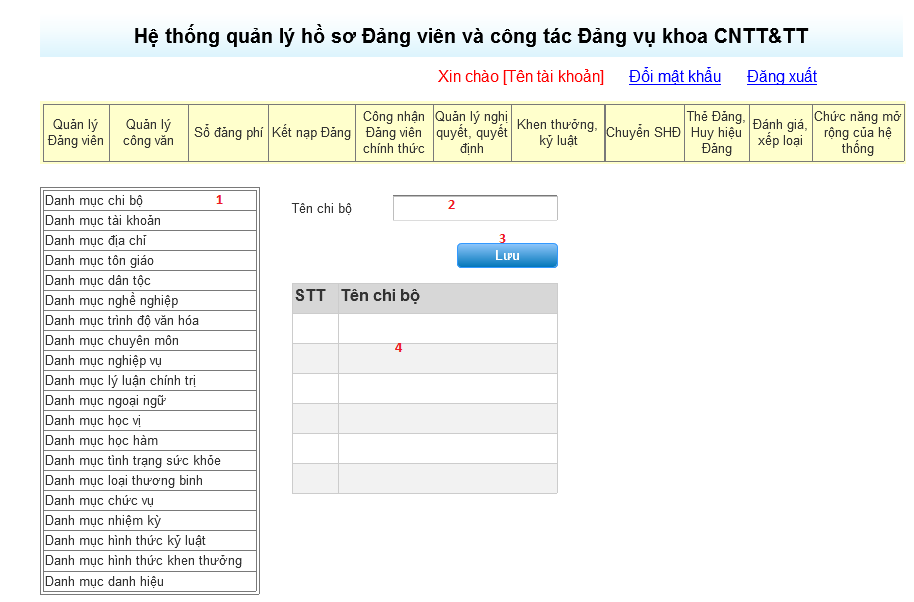 Hệ thống quản lý hồ sơ Đảng viên và công tác Đảng vụ khoa CNTT&TT
Xin chào [Tên tài khoản] Đổi mật khẩu Đăng xuất
Quản lý
Đảng viên
Quản lý
công văn
Sổ đảng phí
Kết nạp Đảng
Công nhận
Đảng viên
chính thức
Quản lý nghị
quyết, quyết
định
Khen thưởng,
kỷ luật
Chuyển SHĐ
Thẻ Đảng,
Huy hiệu
Đảng
Đánh giá,
xếp loại
Chức năng mở
rộng của hệ
thống
Danh mục chi bộ 1
Danh mục tài khoản
Danh mục địa chỉ
Danh mục tôn giáo
Danh mục dân tộc
Danh mục nghề nghiệp
Danh mục trình độ văn hóa
Danh mục chuyên môn
Danh mục nghiệp vụ
Danh mục lý luận chính trị
Danh mục ngoại ngữ
Danh mục học vị
Danh mục học hàm
Danh mục tình trạng sức khỏe
Danh mục loại thương binh
Danh mục chức vụ
Danh mục nhiệm kỳ
Danh mục hình thức kỷ luật
Danh mục hình thức khen thưởng
Danh mục danh hiệu
Tên chi bộ 2
3
Lưu
STT Tên chi bộ
4